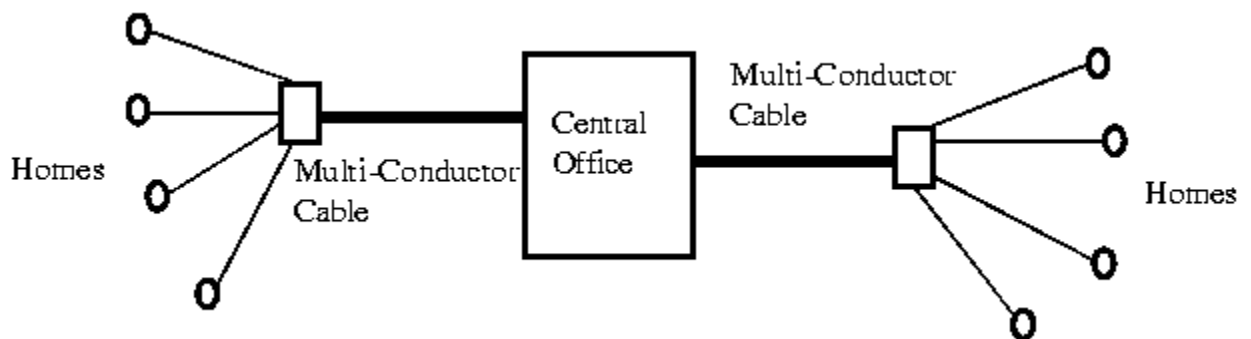 Homes
Multi-Conductor
Cable
Central
Office
Multi-Conductor
Cable
Homes